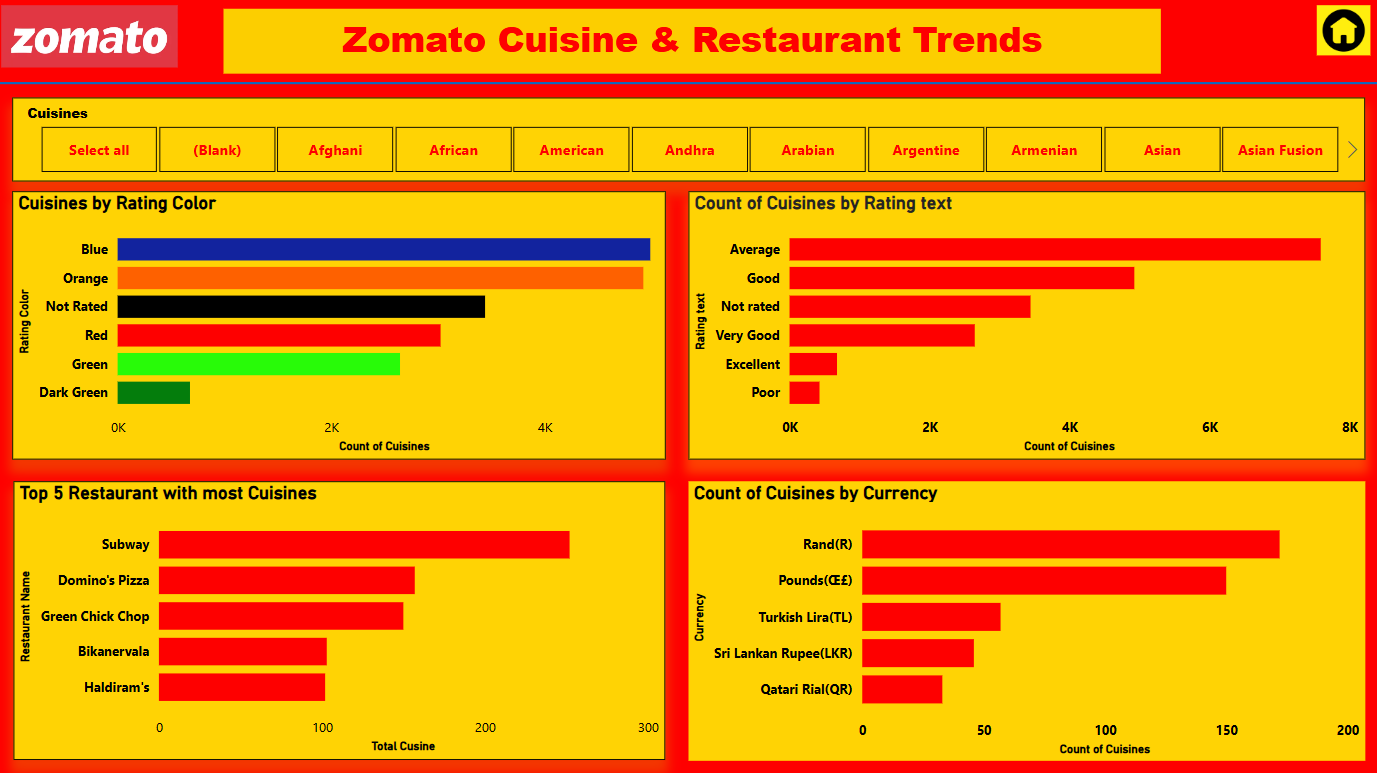 zomato
Zomato Cuisine & Restaurant Trends
Cuisines
Select all (Blank) Afghani African American Andhra Arabian Argentine Armenian Asian Asian Fusion
Cuisines by Rating Color
Rating Color
Blue
Orange
Not Rated
Red
Green
Dark Green
0K 2K 4K
Count of Cuisines
Count of Cuisines by Rating text
Rating text
Average
Good
Not rated
Very Good
Excellent
Poor
0K 2K 4K 6K 8K
Count of Cuisines
Top 5 Restaurant with most Cuisines
Restaurant Name
Subway
Domino's Pizza
Green Chick Chop
Bikanervala
Haldiram's
0 100 200 300
Total Cusine
Count of Cuisines by Currency
Currency
Rand(R)
Pounds(Œ£)
Turkish Lira(TL)
Sri Lankan Rupee(LKR)
Qatari Rial(QR)
0 50 100 150 200
Count of Cuisines